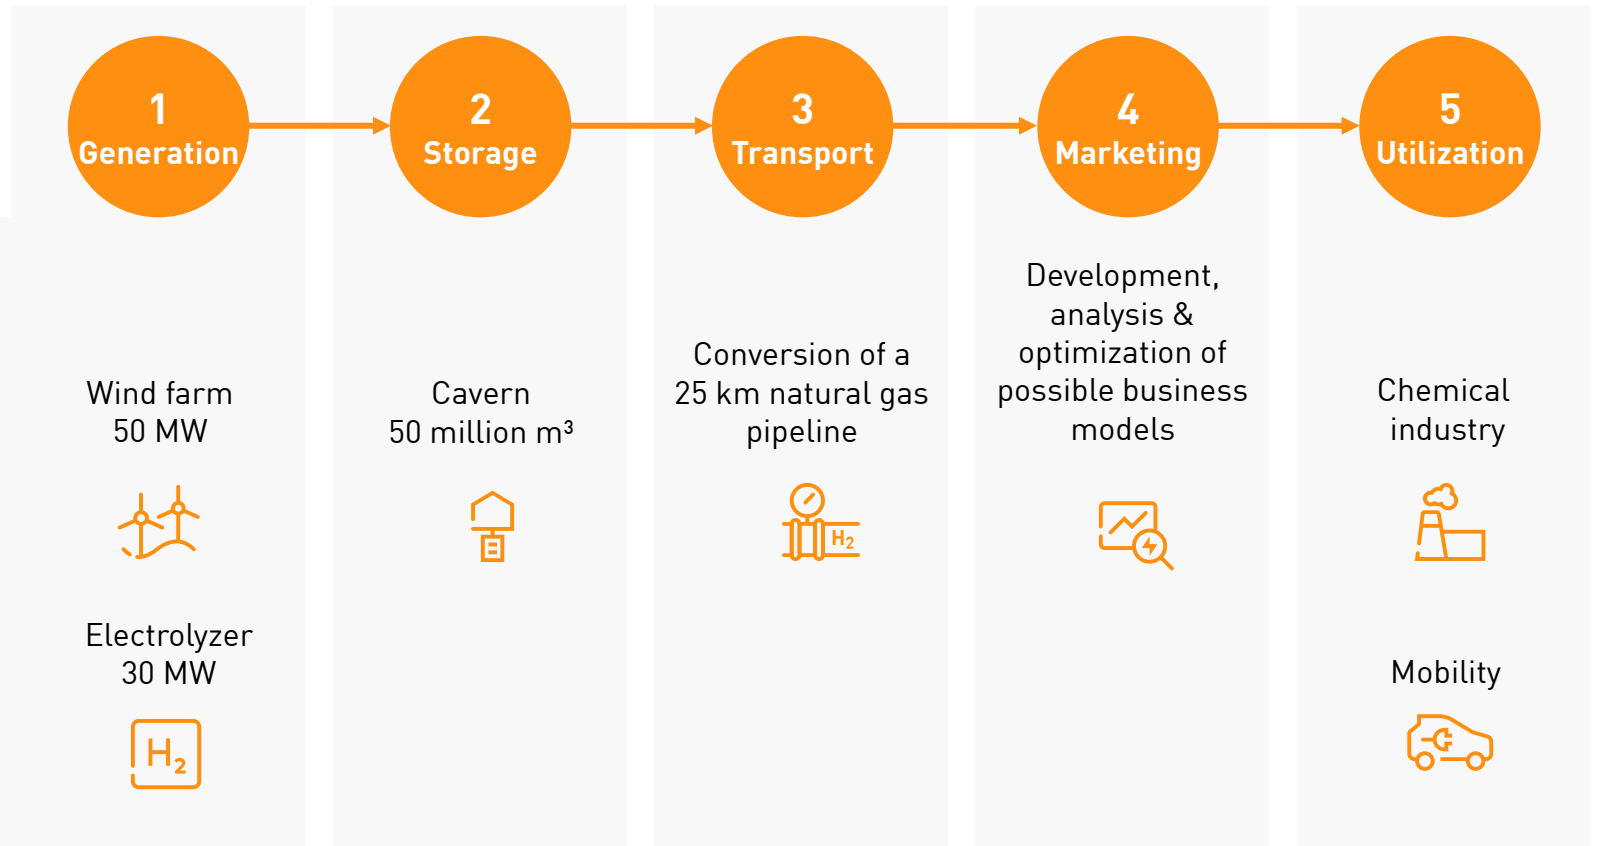 1
Generation
2
Storage
3
Transport
4
Marketing
5
Utilization
Wind farm
50 MW
Electrolyzer
30 MW
H2
Cavern
50 million m³
Conversion of a
25 km natural gas
pipeline
H2
Development,
analysis &
optimization of
possible business
models
Chemical
industry
Mobility